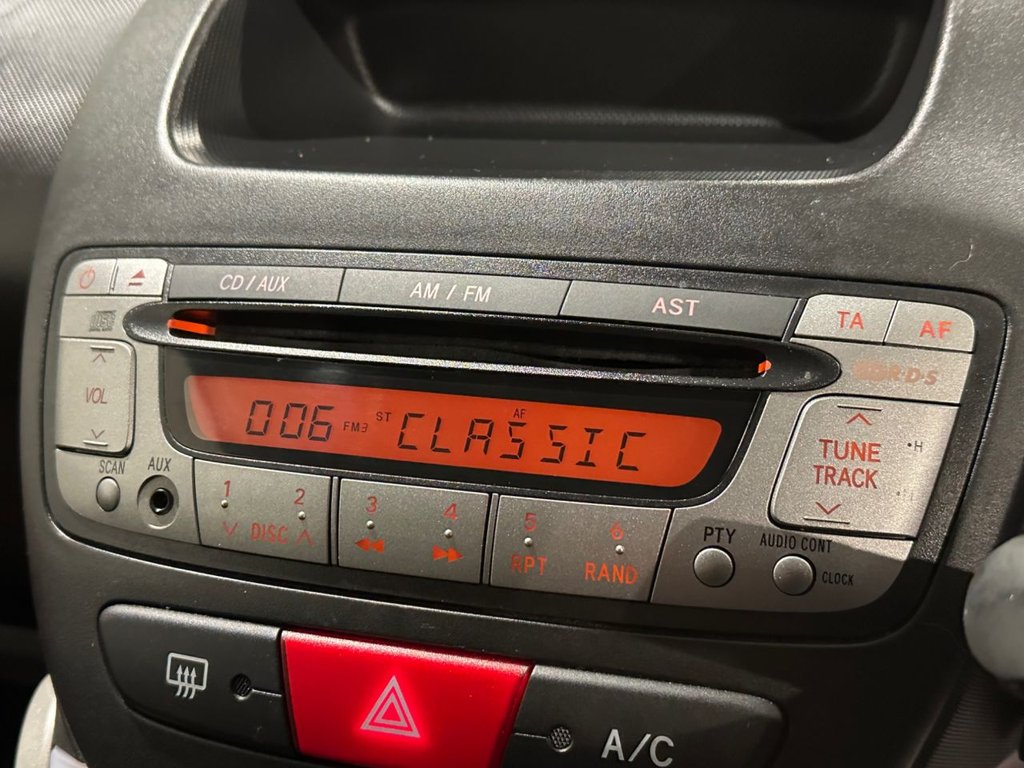 CD/AUX
AM / FM
AST
TA
AF
VOL
006 FM3 ST CLASSIC
AF
R·D·S
TUNE
TRACK
•H
SCAN
AUX
1
2
DISC
3
4
5
RPT
6
RAND
PTY
AUDIO CONT
CLOCK
A/C